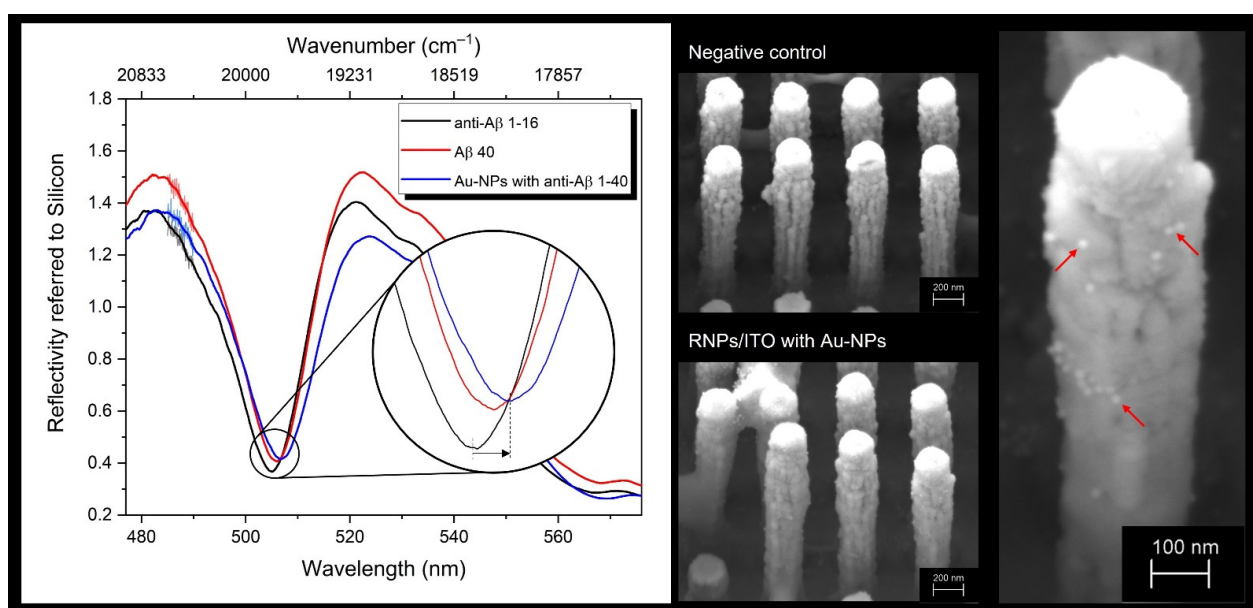 Wavenumber (cm⁻¹)
20833 20000 19231 18519 17857
1.8
1.6
1.4
1.2
1.0
0.8
0.6
0.4
0.2
Reflectivity referred to Silicon
anti-Aβ 1-16
Aβ 40
Au-NPs with anti-Aβ 1-40
480 500 520 540 560
Wavelength (nm)
Negative control
200 nm
RNPs/ITO with Au-NPs
200 nm
100 nm